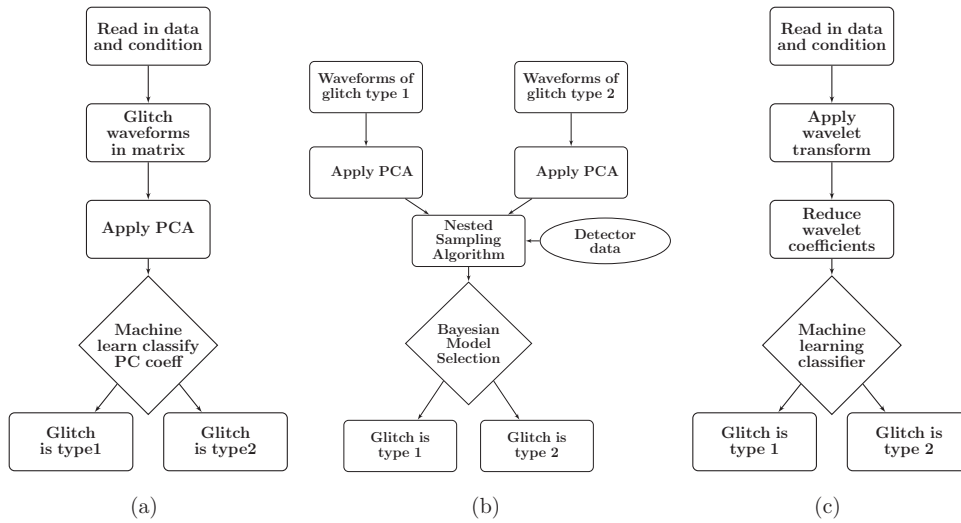 Read in data
and condition
Glitch
waveforms
in matrix
Apply PCA
Machine
learn classify
PC coeff
Glitch
is type1
Glitch
is type2
(a)
Waveforms of
glitch type 1
Waveforms of
glitch type 2
Apply PCA
Apply PCA
Nested
Sampling
Algorithm
Detector
data
Bayesian
Model
Selection
Glitch is
type 1
Glitch is
type 2
(b)
Read in data
and condition
Apply
wavelet
transform
Reduce
wavelet
coefficients
Machine
learning
classifier
Glitch is
type 1
Glitch is
type 2
(c)